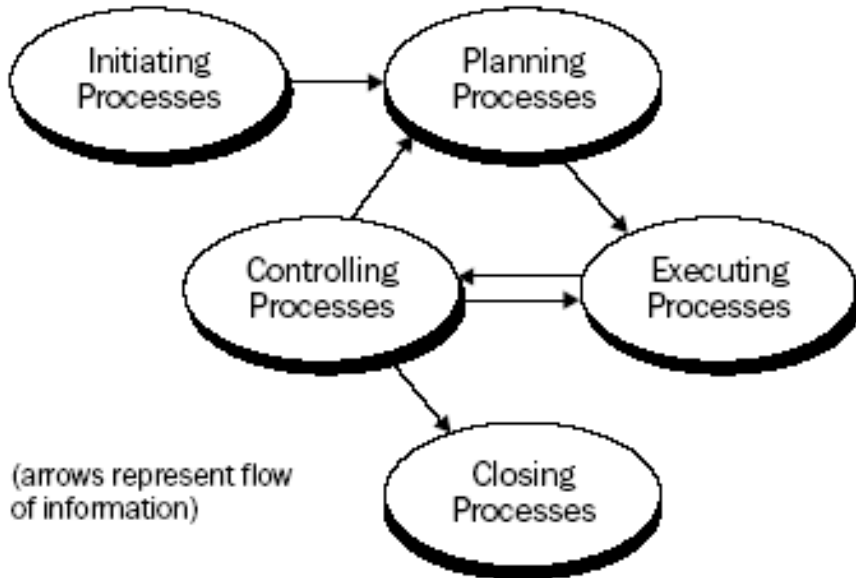 Initiating
Processes
Planning
Processes
Controlling
Processes
Executing
Processes
(arrows represent flow
of information)
Closing
Processes